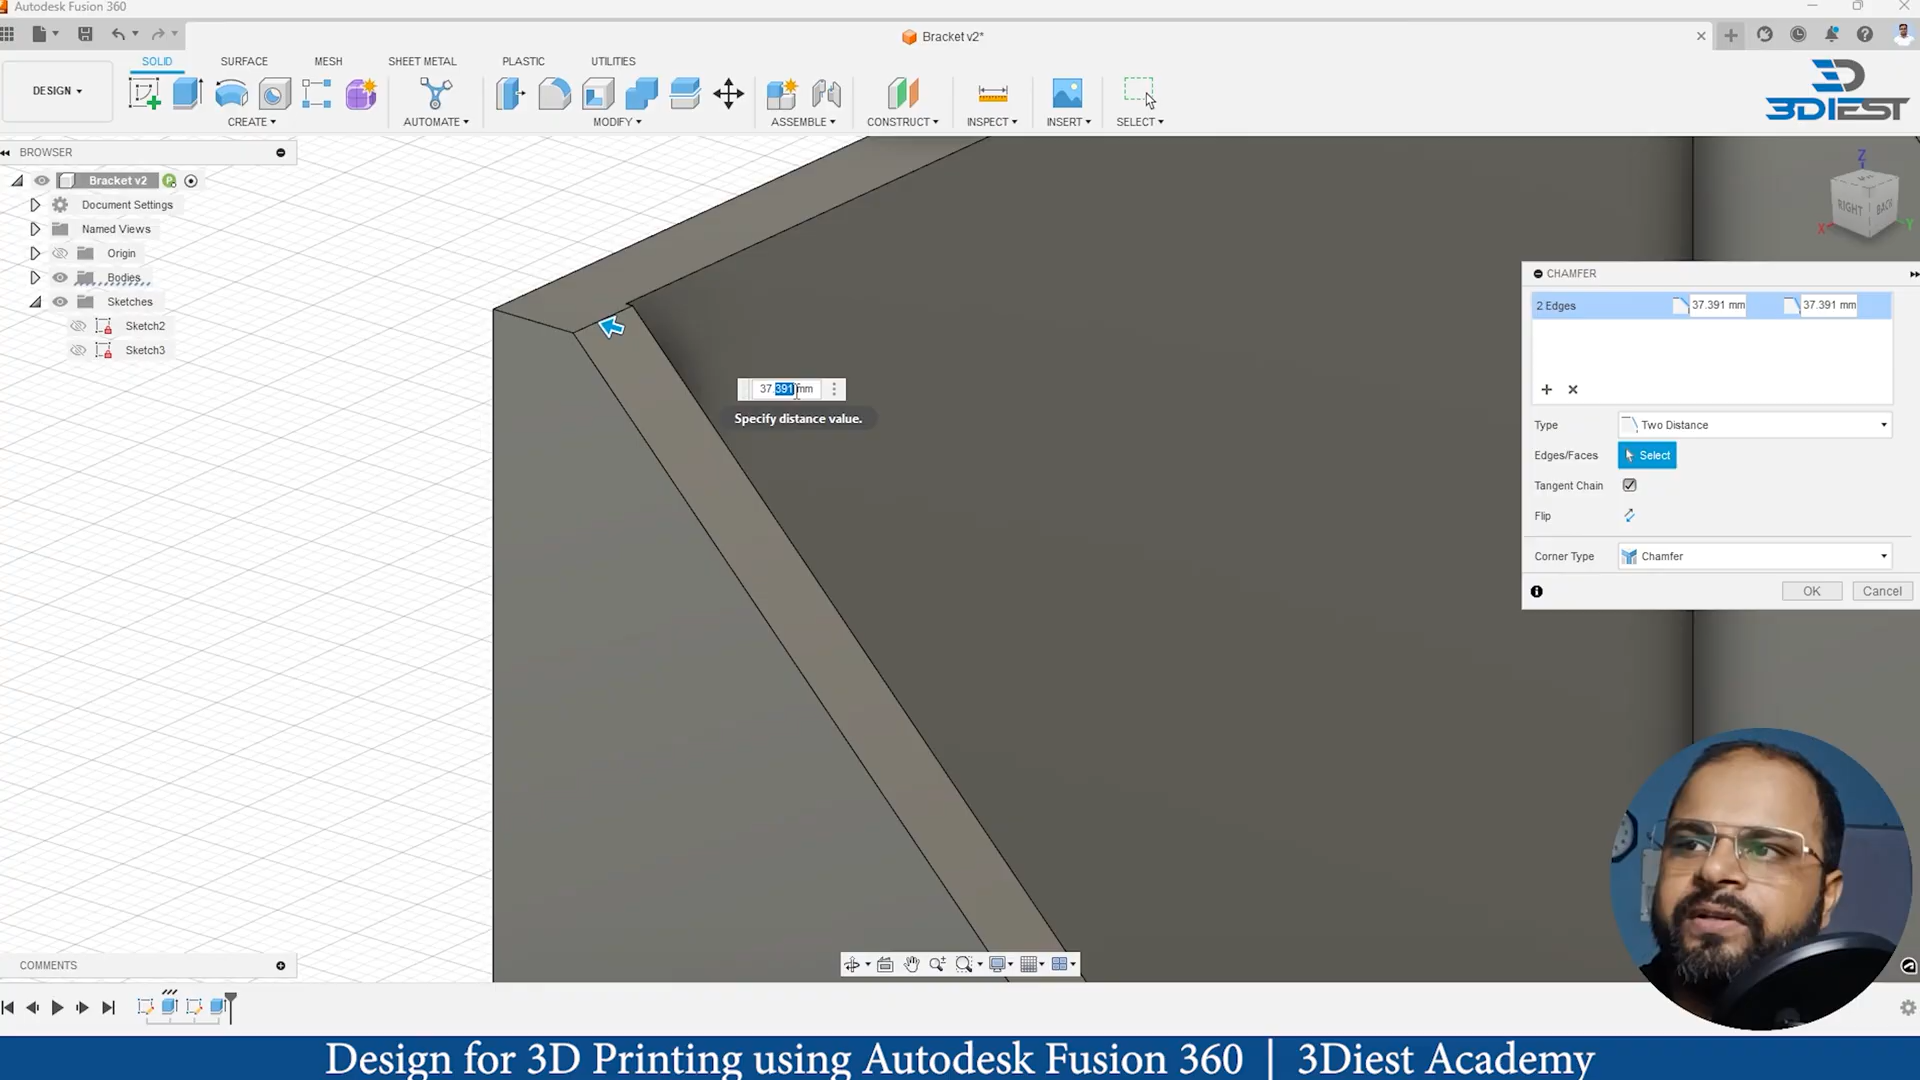 Autodesk Fusion 360
Bracket v2*
SOLID SURFACE MESH SHEET METAL PLASTIC UTILITIES
DESIGN
CREATE AUTOMATE MODIFY ASSEMBLE CONSTRUCT INSPECT INSERT SELECT
3DIEST
BROWSER
Bracket v2
Document Settings
Named Views
Origin
Bodies
Sketches
Sketch2
Sketch3
Z
RIGHT BACK
X Y
37.391 mm
Specify distance value.
CHAMFER
2 Edges 37.391 mm 37.391 mm
Type Two Distance
Edges/Faces Select
Tangent Chain
Flip
Corner Type Chamfer
OK Cancel
COMMENTS
Design for 3D Printing using Autodesk Fusion 360 | 3Diest Academy